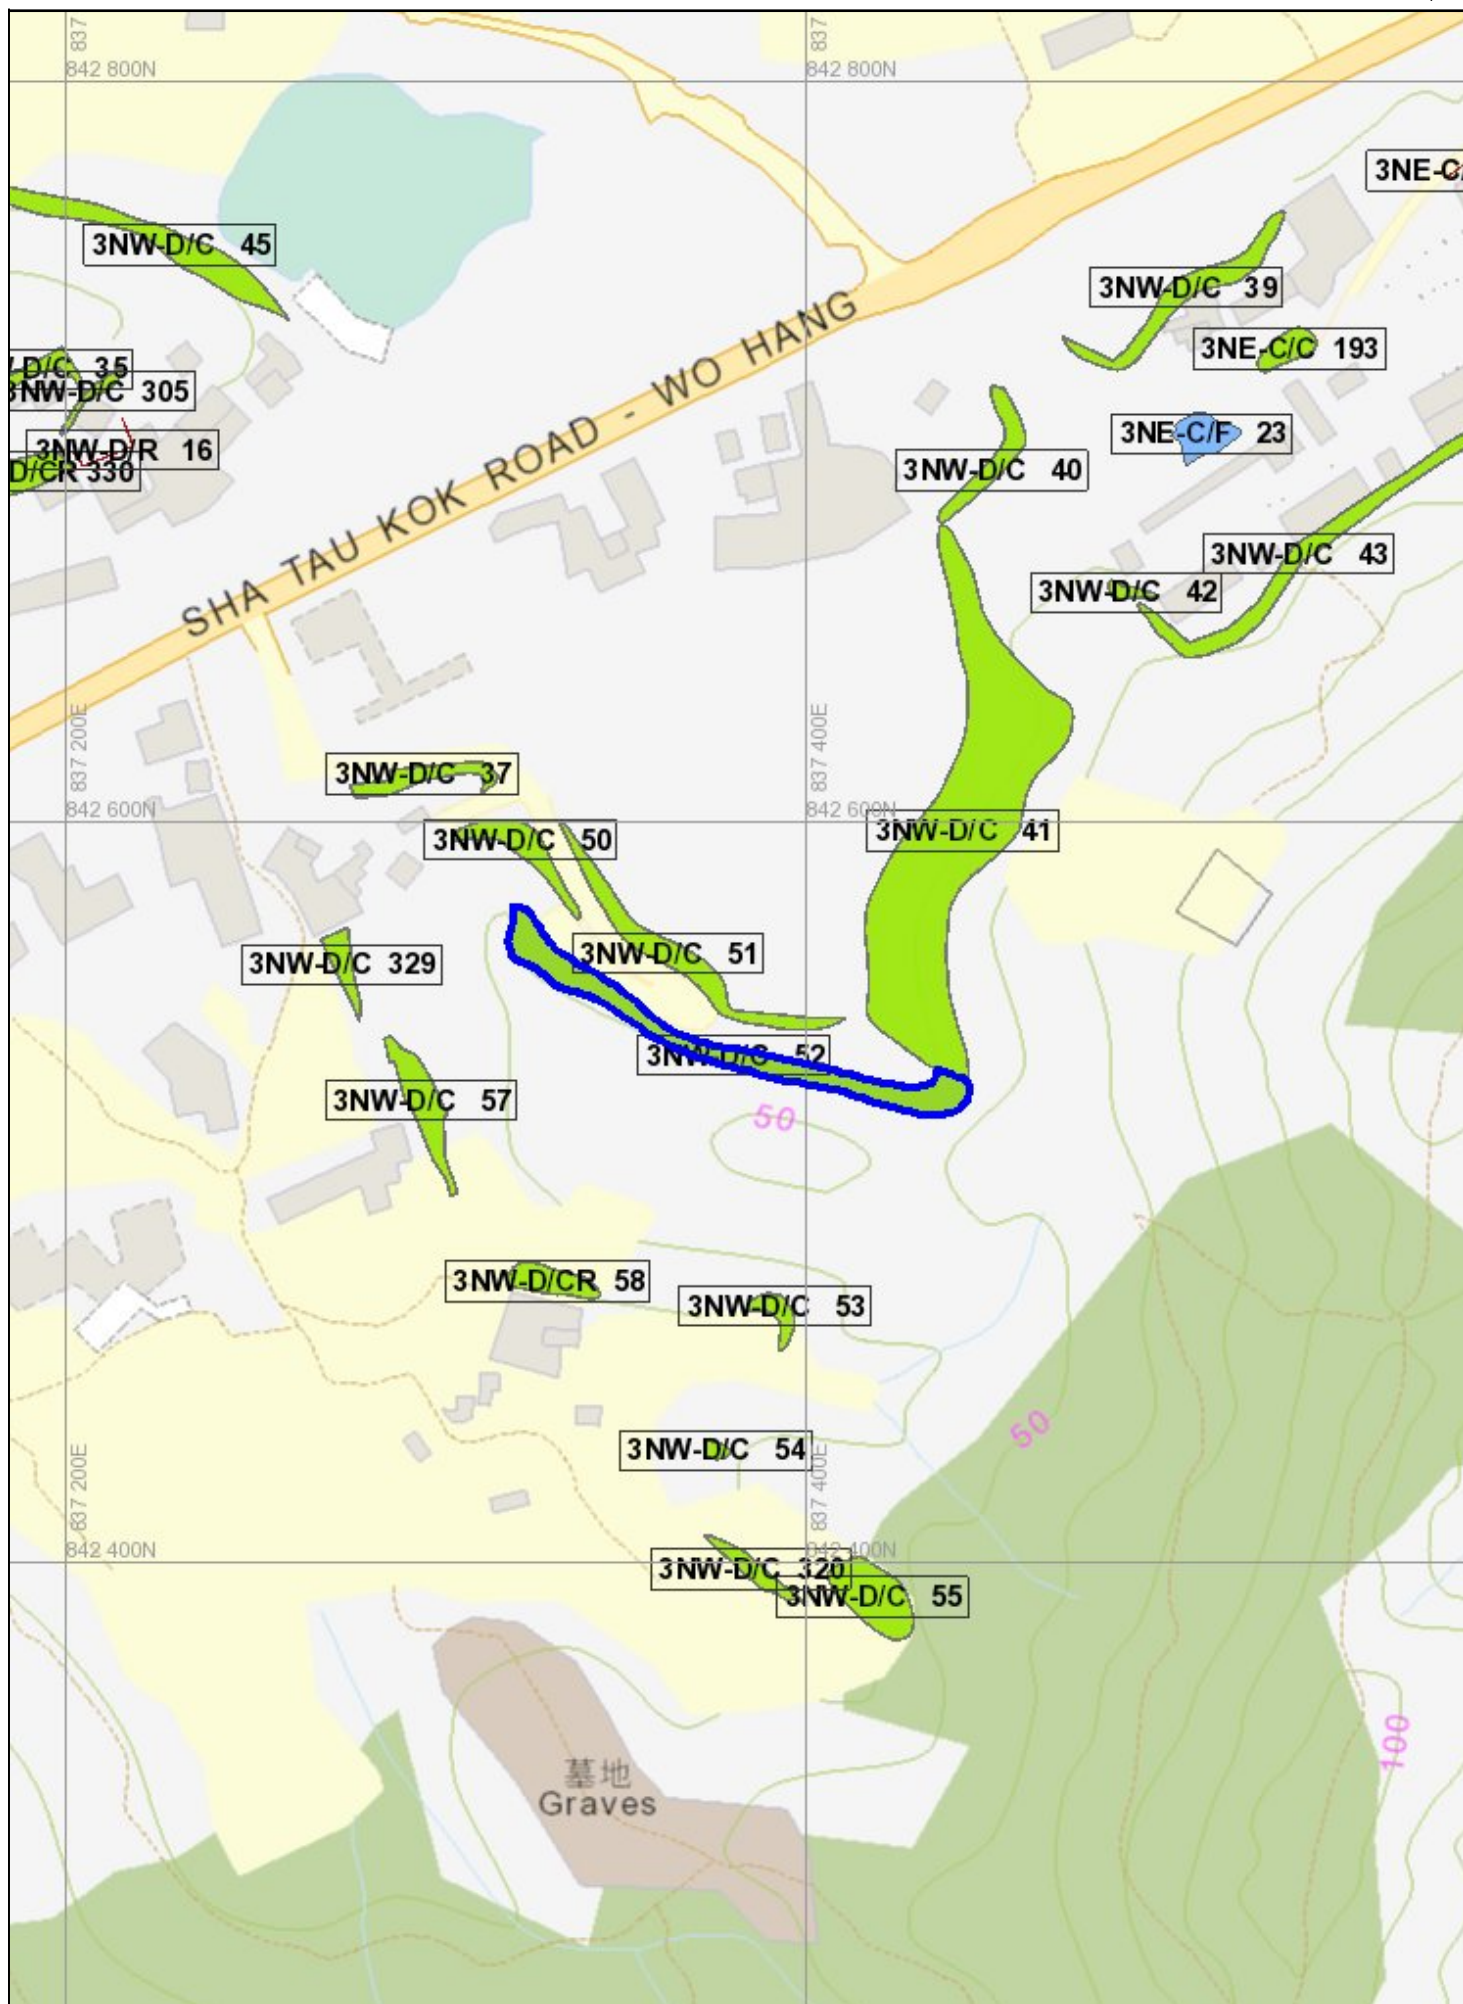 837
842 800N
837
842 800N
3NE-C/
3NW-D/C 45
3NW-D/C 39
3NE-C/C 193
D/C 35
3NW-D/C 305
3NW-D/R 16
D/CR 330
SHA TAU KOK ROAD - WO HANG
3NE-C/F 23
3NW-D/C 40
3NW-D/C 43
3NW-D/C 42
837 200E
837 400E
3NW-D/C 37
842 600N
842 600N
3NW-D/C 41
3NW-D/C 50
3NW-D/C 51
3NW-D/C 329
3NW-D/C 52
3NW-D/C 57
50
3NW-D/CR 58
3NW-D/C 53
50
3NW-D/C 54
837 200E
837 400E
842 400N
842 400N
3NW-D/C 320
3NW-D/C 55
100
墓地
Graves